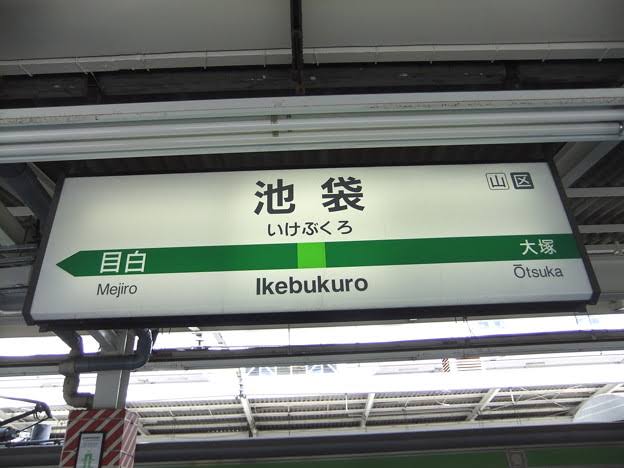 池袋
山区
いけぶくろ
目白
大塚
Mejiro
Ikebukuro
Ōtsuka